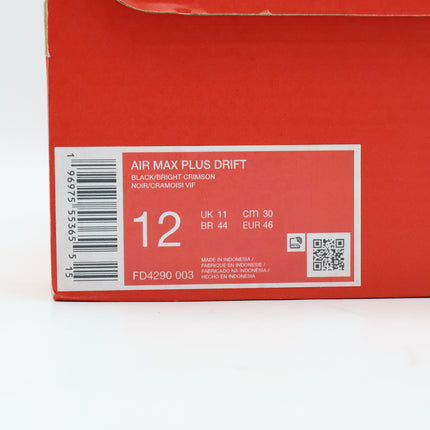 AIR MAX PLUS DRIFT
BLACK/BRIGHT CRIMSON
NOIR/CRAMOISI VIF
12
UK 11 cm 30
BR 44 EUR 46
MADE IN INDONESIA /
FABRIQUÉ EN INDONÉSIE /
FABRICADO NA INDONÉSIA /
HECHO EN INDONESIA
FD4290 003
1 96975 55365 5 15